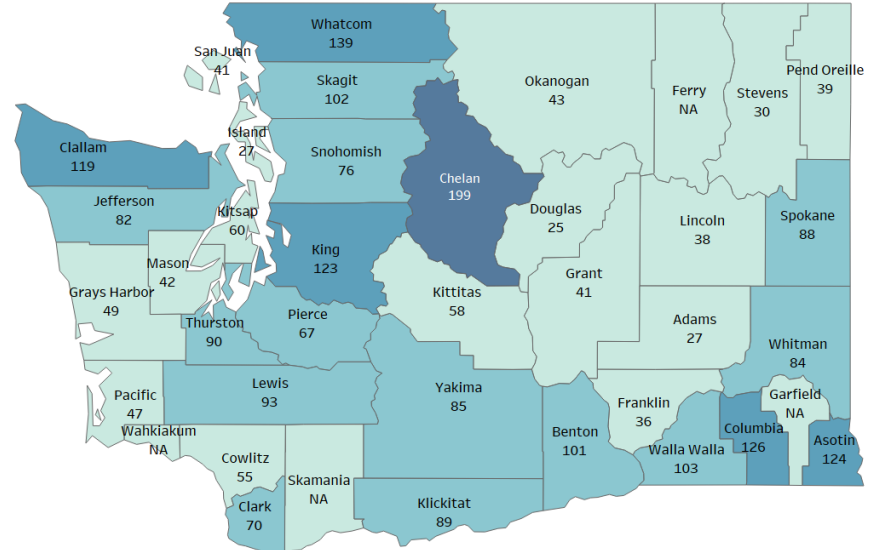 Whatcom
139
San Juan
41
Skagit
102
Okanogan
43
Ferry
NA
Stevens
30
Pend Oreille
39
Island
27
Clallam
119
Snohomish
76
Chelan
199
Jefferson
82
Kitsap
60
Douglas
25
Lincoln
38
Spokane
88
King
123
Mason
42
Grant
41
Grays Harbor
49
Kittitas
58
Pierce
67
Thurston
90
Adams
27
Whitman
84
Pacific
47
Lewis
93
Yakima
85
Franklin
36
Garfield
NA
Wahkiakum
NA
Benton
101
Columbia
126
Asotin
124
Walla Walla
103
Cowlitz
55
Skamania
NA
Clark
70
Klickitat
89